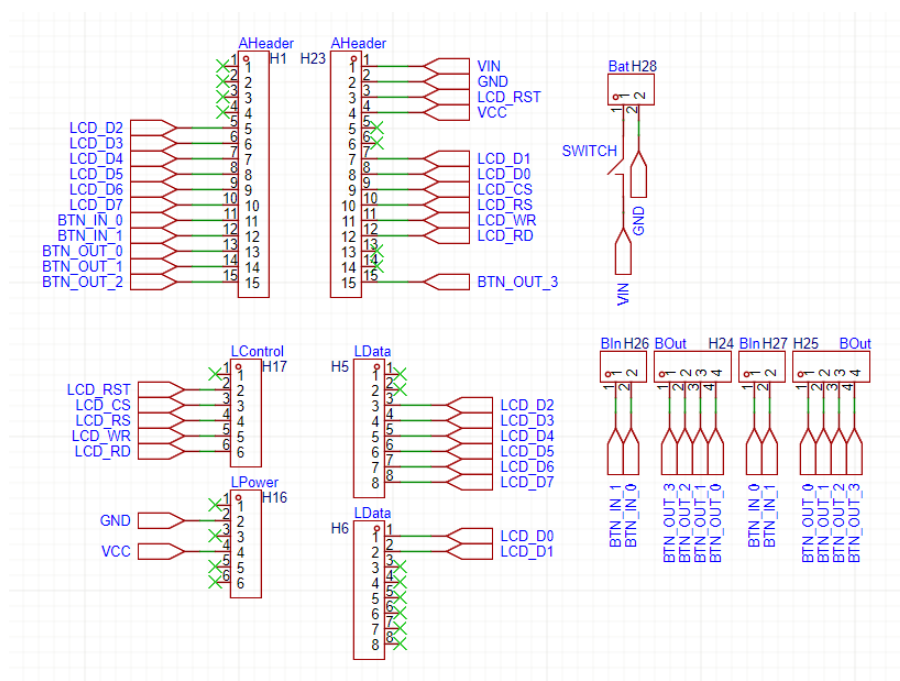 AHeader
H1
1 1
2 2
3 3
4 4
LCD_D2 5 5
LCD_D3 6 6
LCD_D4 7 7
LCD_D5 8 8
LCD_D6 9 9
LCD_D7 10 10
BTN_IN_0 11 11
BTN_IN_1 12 12
BTN_OUT_0 13 13
BTN_OUT_1 14 14
BTN_OUT_2 15 15
AHeader
H23
1 1 VIN
2 2 GND
3 3 LCD_RST
4 4 VCC
5 5
6 6
7 7 LCD_D1
8 8 LCD_D0
9 9 LCD_CS
10 10 LCD_RS
11 11 LCD_WR
12 12 LCD_RD
13 13
14 14
15 15 BTN_OUT_3
Bat H28
1 2
1 2
SWITCH
GND
VIN
LControl
H17
1 1
LCD_RST 2 2
LCD_CS 3 3
LCD_RS 4 4
LCD_WR 5 5
LCD_RD 6 6
LPower
H16
1 1
GND 2 2
3 3
VCC 4 4
5 5
6 6
LData
H5
1 1
2 2
3 3 LCD_D2
4 4 LCD_D3
5 5 LCD_D4
6 6 LCD_D5
7 7 LCD_D6
8 8 LCD_D7
LData
H6
1 1 LCD_D0
2 2 LCD_D1
3 3
4 4
5 5
6 6
7 7
8 8
BIn H26
1 2
1 2
BTN_IN_1
BTN_IN_0
BOut H24
1 2 3 4
1 2 3 4
BTN_OUT_3
BTN_OUT_2
BTN_OUT_1
BTN_OUT_0
BIn H27
1 2
1 2
BTN_IN_0
BTN_IN_1
H25 BOut
1 2 3 4
1 2 3 4
BTN_OUT_0
BTN_OUT_1
BTN_OUT_2
BTN_OUT_3